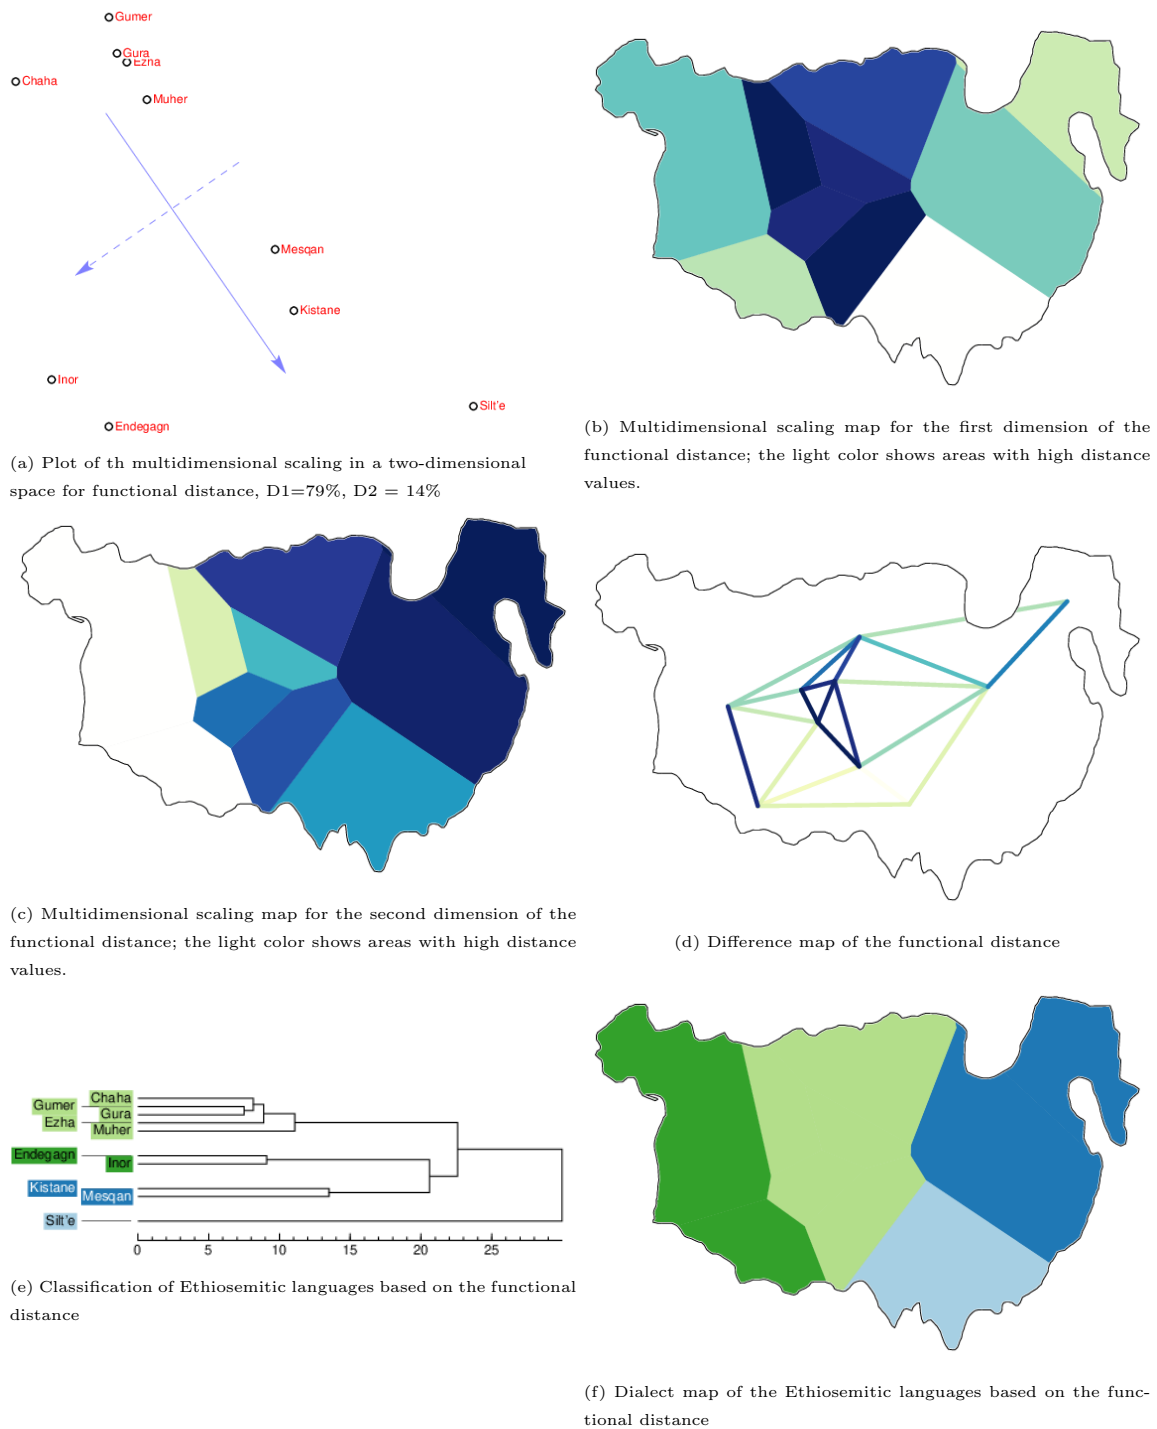 Gumer
Gura
Ezha
Chaha
Muher
Mesqan
Kistane
Inor
Silt'e
Endegagn
(a) Plot of th multidimensional scaling in a two-dimensional
space for functional distance, D1=79%, D2 = 14%
(b) Multidimensional scaling map for the first dimension of the
functional distance; the light color shows areas with high distance
values.
(c) Multidimensional scaling map for the second dimension of the
functional distance; the light color shows areas with high distance
values.
(d) Difference map of the functional distance
Chaha
Gumer
Gura
Ezha
Muher
Endegagn
Inor
Kistane
Mesqan
Silt'e
0 5 10 15 20 25
(e) Classification of Ethiosemitic languages based on the functional
distance
(f) Dialect map of the Ethiosemitic languages based on the func-
tional distance